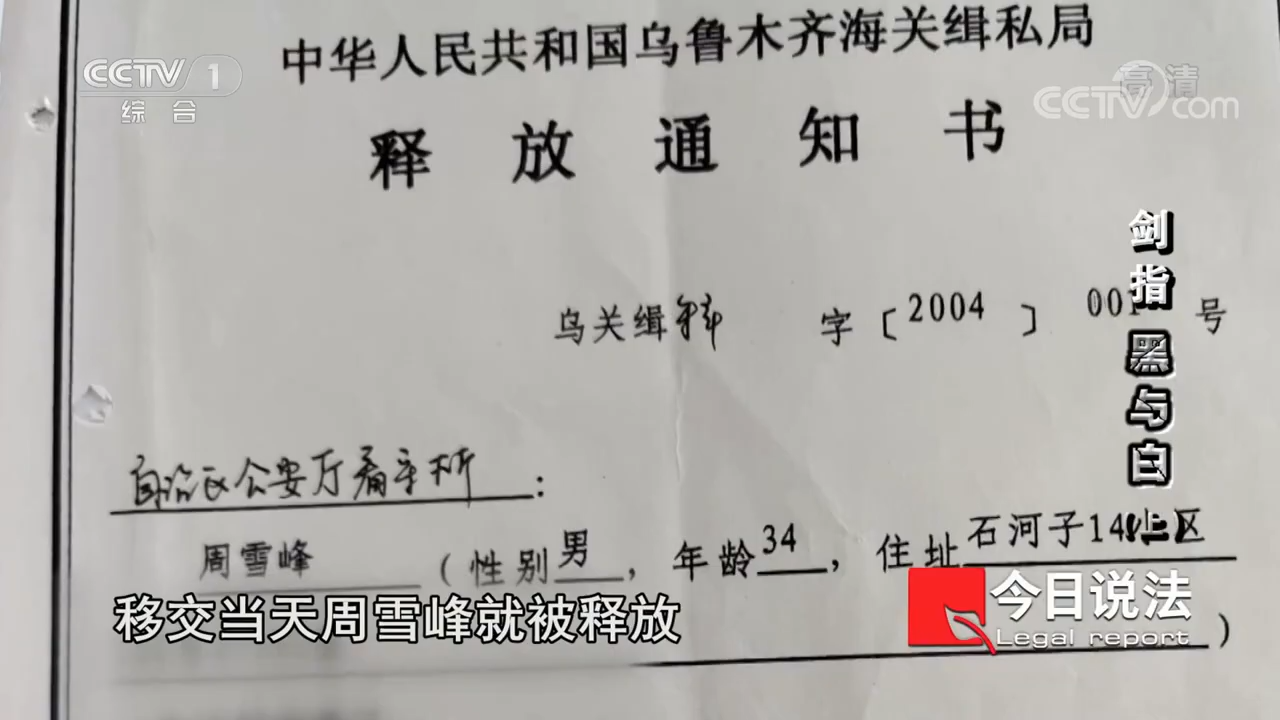 中华人民共和国乌鲁木齐海关缉私局
CCTV 1
综合
高清
CCTV.com
释放通知书
剑指黑与白
乌关缉释 字〔2004〕001 号
自治区公安厅看守所:
周雪峰 (性别男, 年龄34, 住址石河子14小区
)
移交当天周雪峰就被释放
今日说法
Legal report